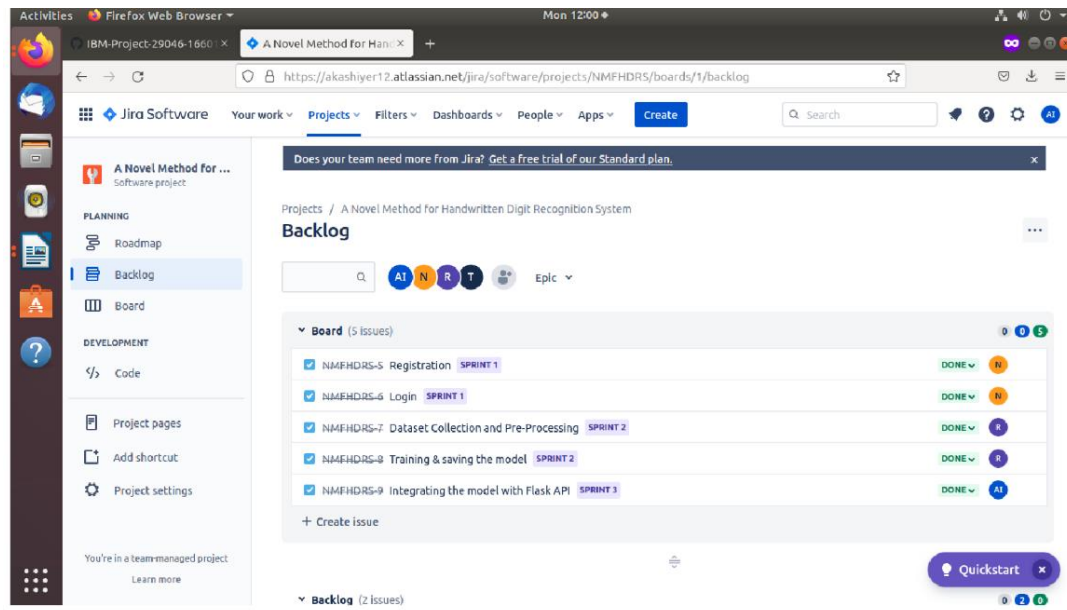 Activities Firefox Web Browser Mon 12:00
IBM-Project-29046-1660 A Novel Method for Hand
https://akashiyer12.atlassian.net/jira/software/projects/NMFHDRS/boards/1/backlog
Jira Software Your work Projects Filters Dashboards People Apps Create Search AI
Does your team need more from Jira? Get a free trial of our Standard plan. x
A Novel Method for ...
Software project
PLANNING
Roadmap
Backlog
Board
DEVELOPMENT
Code
Project pages
Add shortcut
Project settings
You're in a team-managed project
Learn more
Projects / A Novel Method for Handwritten Digit Recognition System
Backlog
AI N R T Epic
Board (5 issues) 0 0 5
NMFHDRS-5 Registration SPRINT 1 DONE N
NMFHDRS-6 Login SPRINT 1 DONE N
NMFHDRS-7 Dataset Collection and Pre-Processing SPRINT 2 DONE R
NMFHDRS-8 Training & saving the model SPRINT 2 DONE R
NMFHDRS-9 Integrating the model with Flask API SPRINT 3 DONE AI
+ Create issue
Quickstart x
Backlog (2 issues) 0 2 0